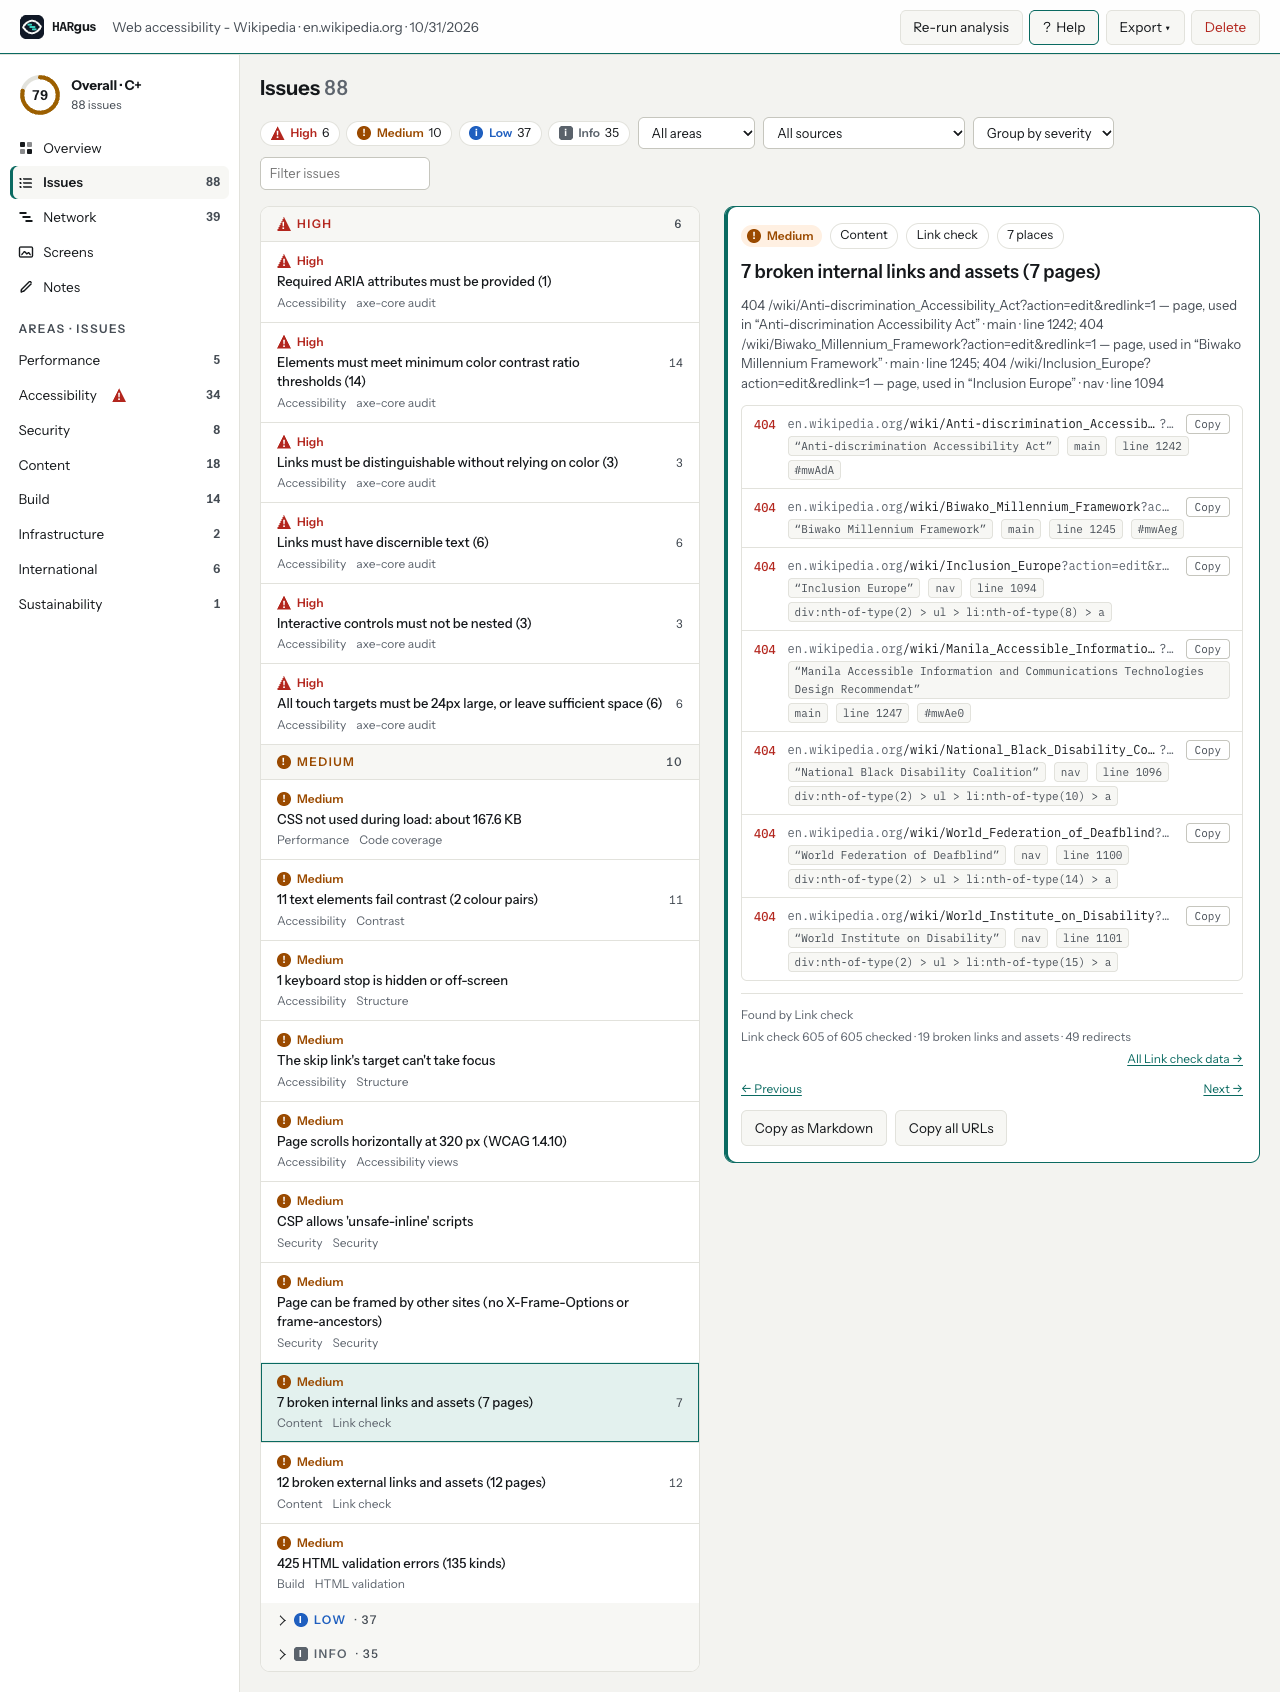 HARgus
Web accessibility - Wikipedia · en.wikipedia.org · 10/31/2026
Re-run analysis
? Help
Export ▾
Delete
79
Overall · C+
88 issues
Overview
Issues 88
Network 39
Screens
Notes
AREAS · ISSUES
Performance 5
Accessibility 34
Security 8
Content 18
Build 14
Infrastructure 2
International 6
Sustainability 1
Issues 88
High 6
Medium 10
Low 37
Info 35
All areas
All sources
Group by severity
Filter issues
HIGH 6
High
Required ARIA attributes must be provided (1)
Accessibility axe-core audit
High
Elements must meet minimum color contrast ratio 14
thresholds (14)
Accessibility axe-core audit
High
Links must be distinguishable without relying on color (3) 3
Accessibility axe-core audit
High
Links must have discernible text (6) 6
Accessibility axe-core audit
High
Interactive controls must not be nested (3) 3
Accessibility axe-core audit
High
All touch targets must be 24px large, or leave sufficient space (6) 6
Accessibility axe-core audit
MEDIUM 10
Medium
CSS not used during load: about 167.6 KB
Performance Code coverage
Medium
11 text elements fail contrast (2 colour pairs) 11
Accessibility Contrast
Medium
1 keyboard stop is hidden or off-screen
Accessibility Structure
Medium
The skip link's target can't take focus
Accessibility Structure
Medium
Page scrolls horizontally at 320 px (WCAG 1.4.10)
Accessibility Accessibility views
Medium
CSP allows 'unsafe-inline' scripts
Security Security
Medium
Page can be framed by other sites (no X-Frame-Options or
frame-ancestors)
Security Security
Medium
7 broken internal links and assets (7 pages) 7
Content Link check
Medium
12 broken external links and assets (12 pages) 12
Content Link check
Medium
425 HTML validation errors (135 kinds)
Build HTML validation
LOW · 37
INFO · 35
Medium
Content
Link check
7 places
7 broken internal links and assets (7 pages)
404 /wiki/Anti-discrimination_Accessibility_Act?action=edit&redlink=1 — page, used
in “Anti-discrimination Accessibility Act” · main · line 1242; 404
/wiki/Biwako_Millennium_Framework?action=edit&redlink=1 — page, used in “Biwako
Millennium Framework” · main · line 1245; 404 /wiki/Inclusion_Europe?
action=edit&redlink=1 — page, used in “Inclusion Europe” · nav · line 1094
404 en.wikipedia.org/wiki/Anti-discrimination_Accessib… ?… Copy
“Anti-discrimination Accessibility Act” main line 1242
#mwAdA
404 en.wikipedia.org/wiki/Biwako_Millennium_Framework?ac… Copy
“Biwako Millennium Framework” main line 1245 #mwAeg
404 en.wikipedia.org/wiki/Inclusion_Europe?action=edit&r… Copy
“Inclusion Europe” nav line 1094
div:nth-of-type(2) > ul > li:nth-of-type(8) > a
404 en.wikipedia.org/wiki/Manila_Accessible_Informatio… ?… Copy
“Manila Accessible Information and Communications Technologies
Design Recommendat”
main line 1247 #mwAe0
404 en.wikipedia.org/wiki/National_Black_Disability_Co… ?… Copy
“National Black Disability Coalition” nav line 1096
div:nth-of-type(2) > ul > li:nth-of-type(10) > a
404 en.wikipedia.org/wiki/World_Federation_of_Deafblind?… Copy
“World Federation of Deafblind” nav line 1100
div:nth-of-type(2) > ul > li:nth-of-type(14) > a
404 en.wikipedia.org/wiki/World_Institute_on_Disability?… Copy
“World Institute on Disability” nav line 1101
div:nth-of-type(2) > ul > li:nth-of-type(15) > a
Found by Link check
Link check 605 of 605 checked · 19 broken links and assets · 49 redirects
All Link check data →
← Previous
Next →
Copy as Markdown
Copy all URLs